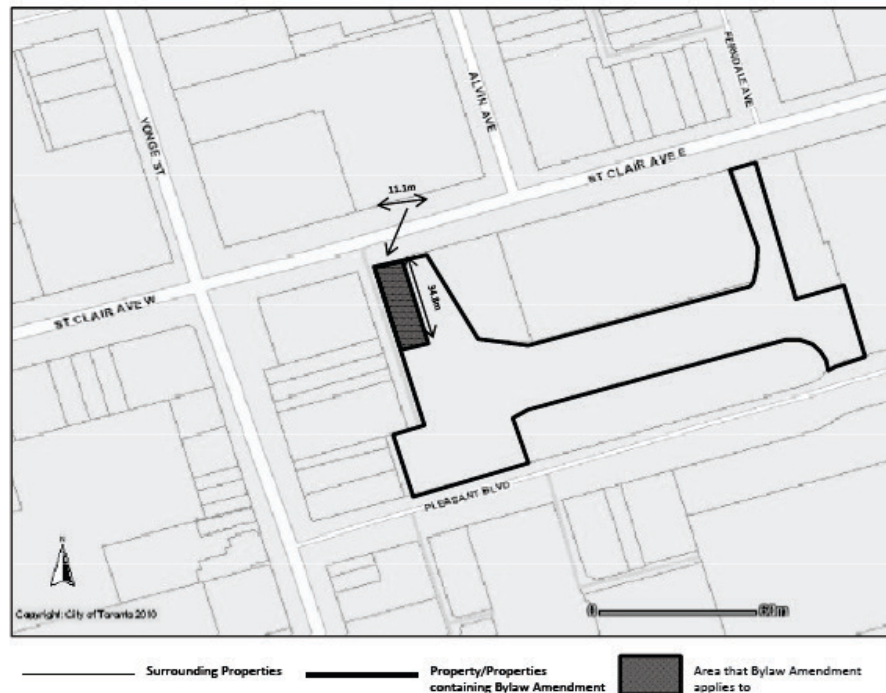 YONGE ST.
ALVIN AVE
FERNDALE AVE
ST CLAIR AVE E
11.1m
34.8m
ST CLAIR AVE W
PLEASANT BLVD
N
Copyright: City of Toronto 2010
0 60m
Surrounding Properties
Property/Properties
containing Bylaw Amendment
Area that Bylaw Amendment
applies to